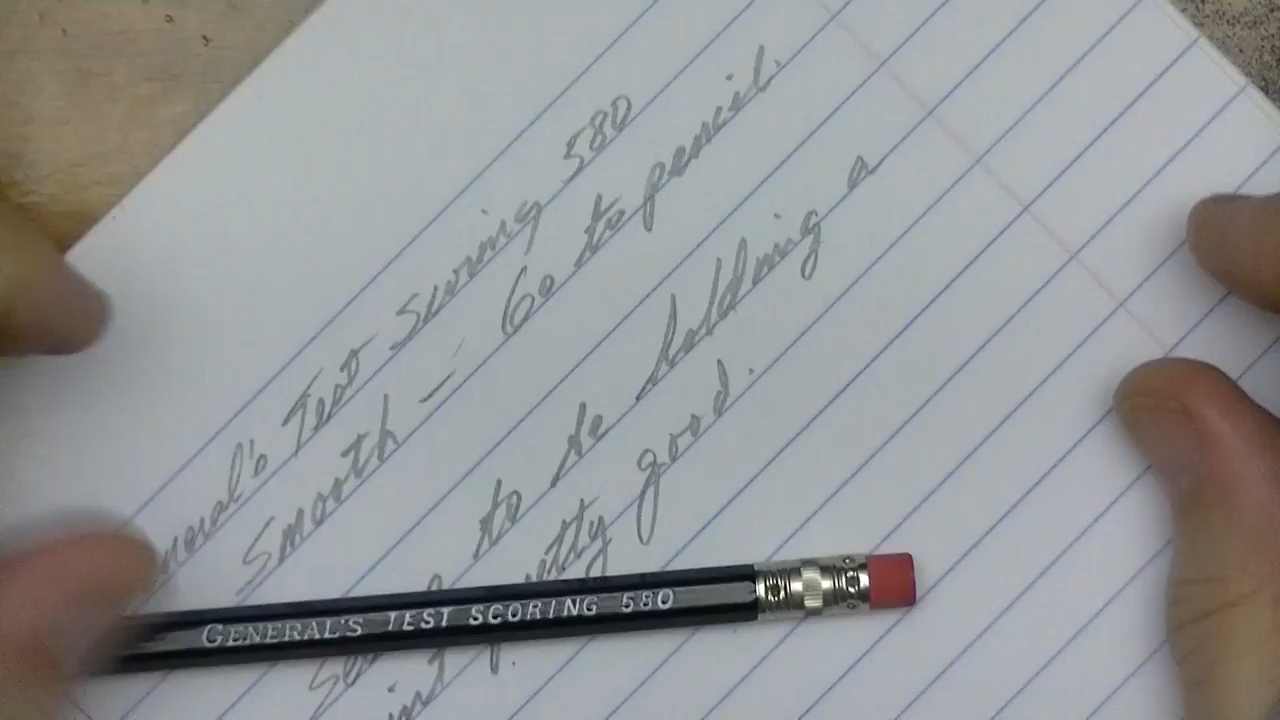 General's Test Scoring 580
Smooth - Go to pencil.
to be holding a
pretty good.
GENERAL'S TEST SCORING 580